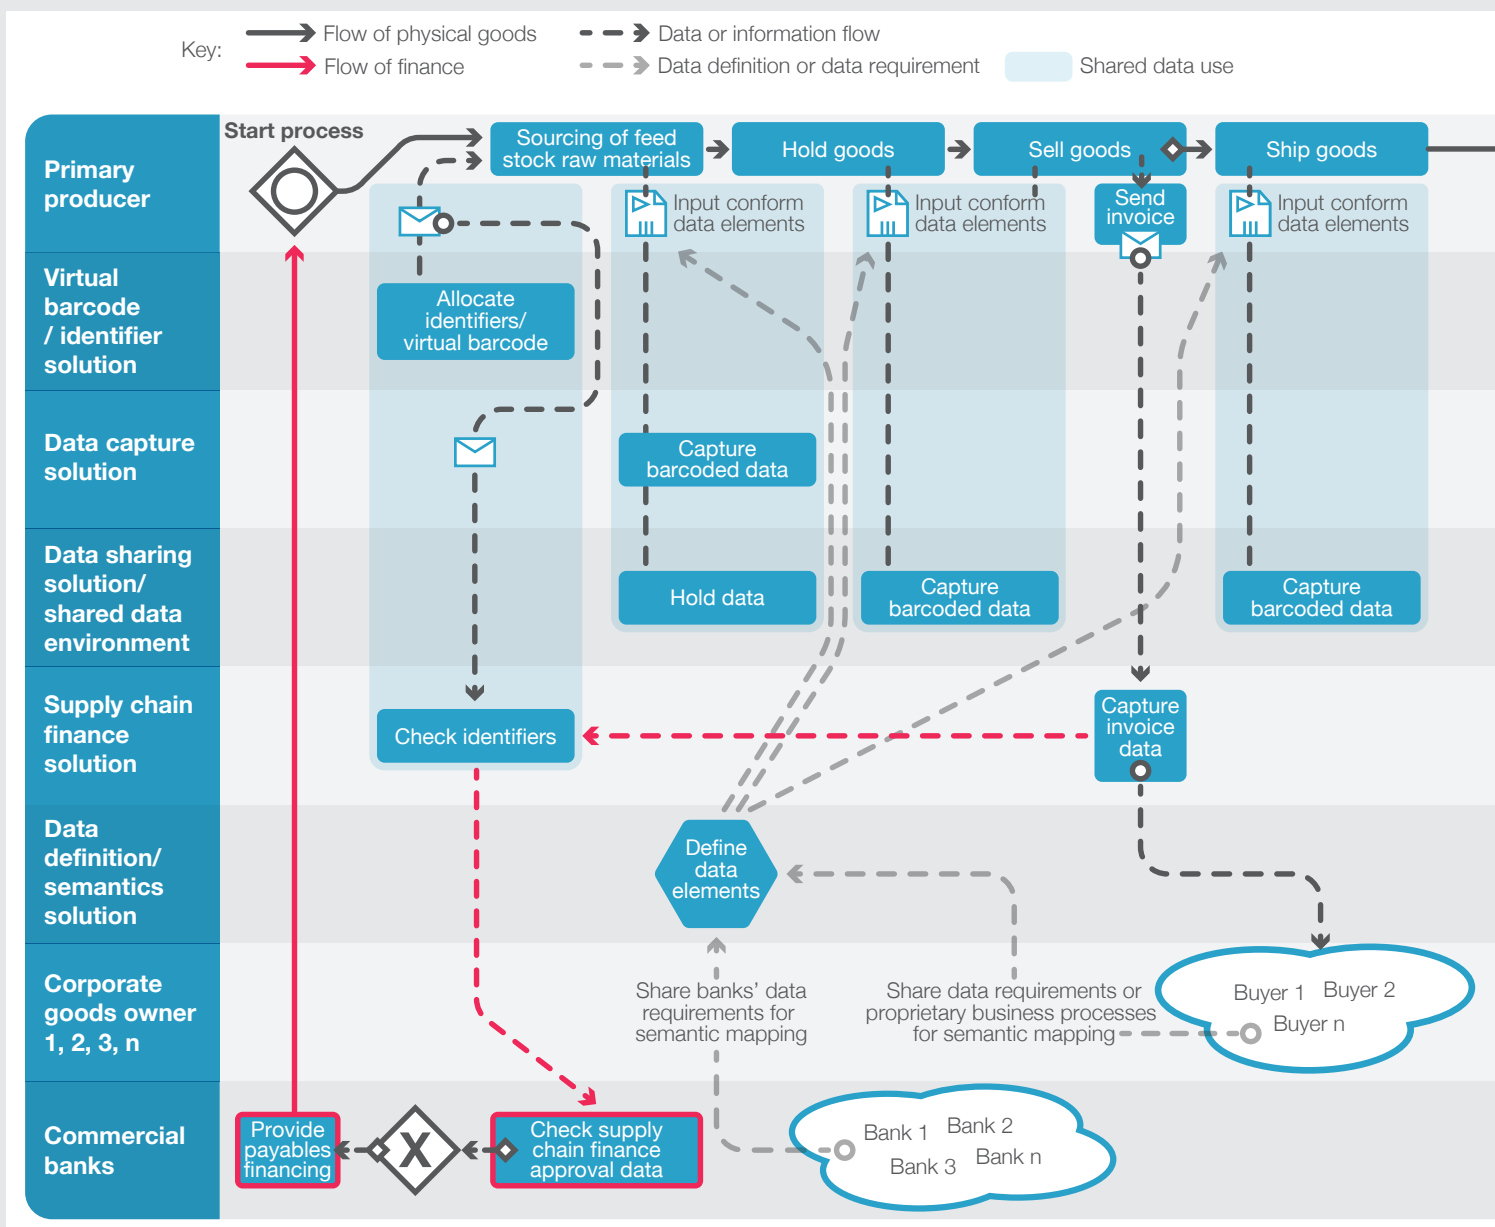 Key:
Flow of physical goods
Data or information flow
Flow of finance
Data definition or data requirement
Shared data use
Primary
producer
Start process
Sourcing of feed
stock raw materials
Hold goods
Sell goods
Ship goods
Input conform
data elements
Input conform
data elements
Send
invoice
Input conform
data elements
Virtual
barcode
/ identifier
solution
Allocate
identifiers/
virtual barcode
Data capture
solution
Capture
barcoded data
Data sharing
solution/
shared data
environment
Hold data
Capture
barcoded data
Capture
barcoded data
Supply chain
finance
solution
Check identifiers
Capture
invoice
data
Data
definition/
semantics
solution
Define
data
elements
Corporate
goods owner
1, 2, 3, n
Share banks’ data
requirements for
semantic mapping
Share data requirements or
proprietary business processes
for semantic mapping
Buyer 1
Buyer 2
Buyer n
Commercial
banks
Provide
payables
financing
X
Check supply
chain finance
approval data
Bank 1
Bank 2
Bank 3
Bank n